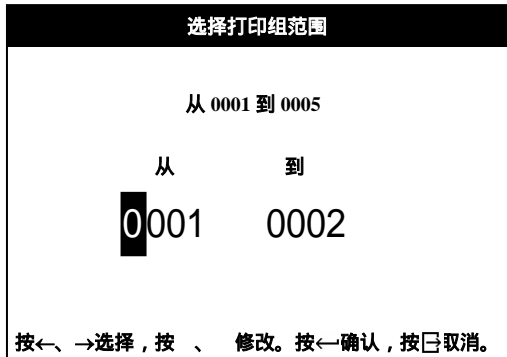 选择打印组范围
从 0001 到 0005
从 到
0001 0002
按←、→选择，按 、 修改。按←确认，按取消。